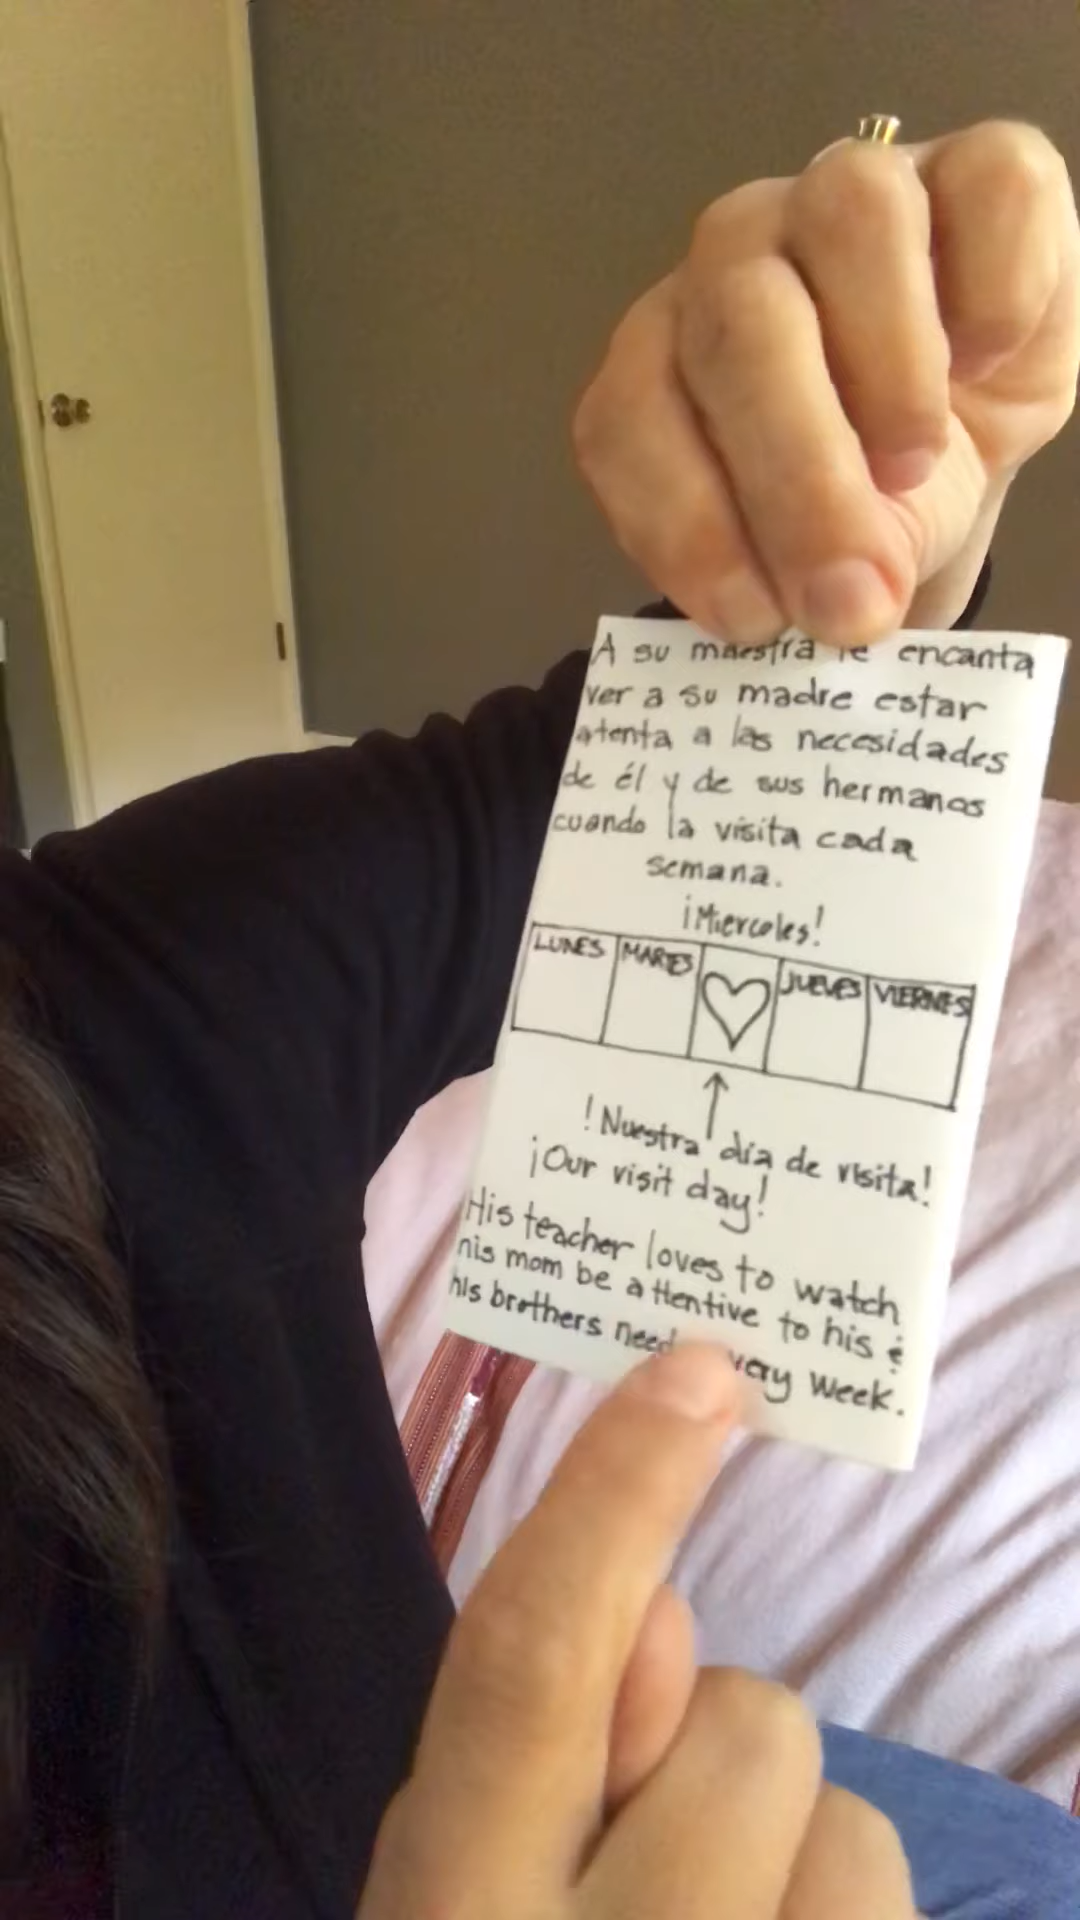 A su maestra le encanta
ver a su madre estar
atenta a las necesidades
de él y de sus hermanos
cuando la visita cada
semana.
¡Miercoles!
LUNES MARTES JUEVES VIERNES
!Nuestra día de visita!
¡Our visit day!
His teacher loves to watch
his mom be attentive to his &
his brothers week.